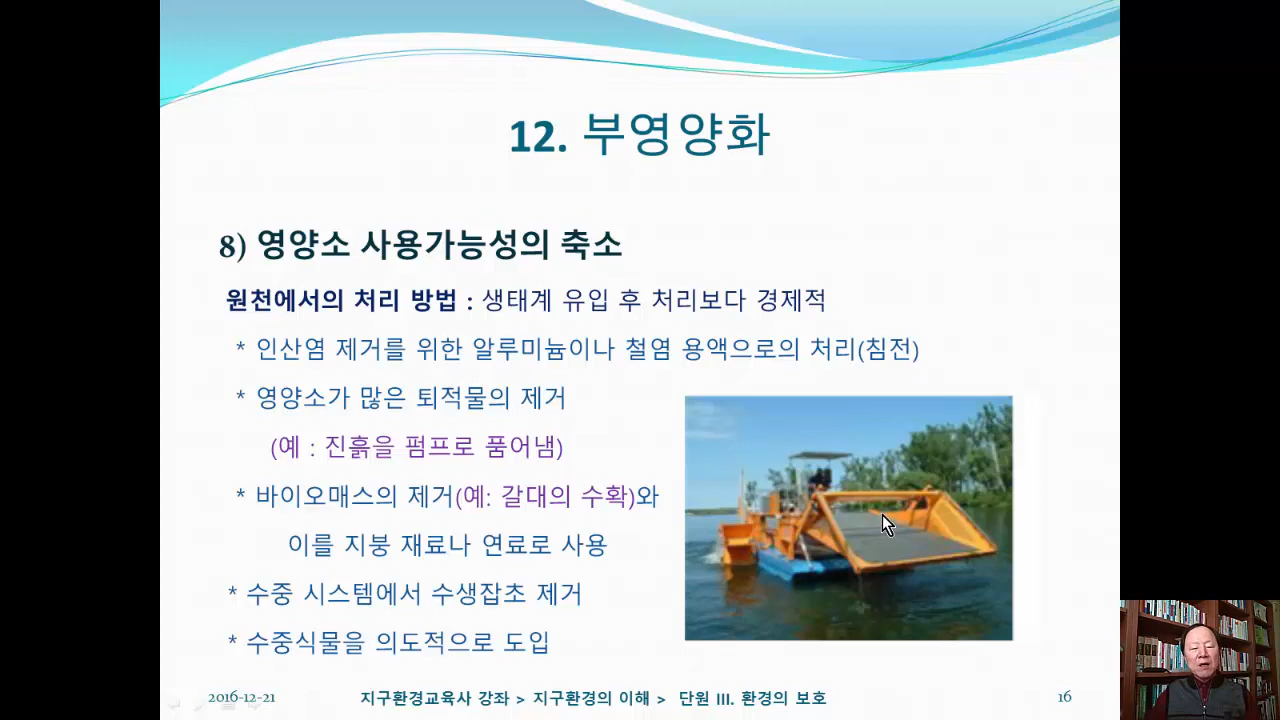 12. 부영양화
8) 영양소 사용가능성의 축소
원천에서의 처리 방법 : 생태계 유입 후 처리보다 경제적
* 인산염 제거를 위한 알루미늄이나 철염 용액으로의 처리(침전)
* 영양소가 많은 퇴적물의 제거
(예 : 진흙을 펌프로 품어냄)
* 바이오매스의 제거(예: 갈대의 수확)와
이를 지붕 재료나 연료로 사용
* 수중 시스템에서 수생잡초 제거
* 수중식물을 의도적으로 도입
2016-12-21 지구환경교육사 강좌 > 지구환경의 이해 > 단원 III. 환경의 보호 16